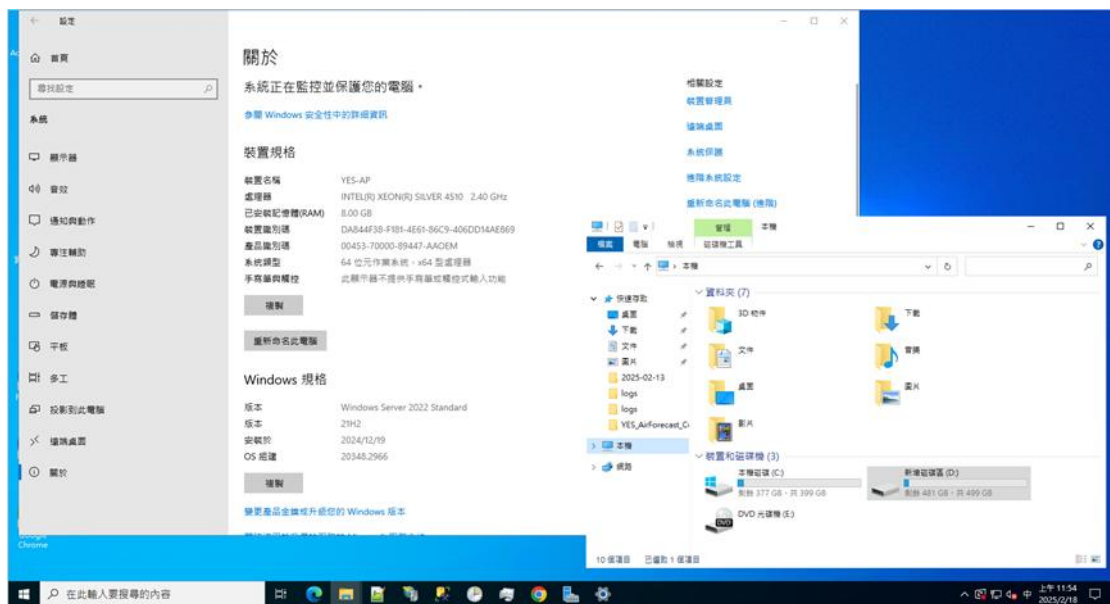 設定
首頁
尋找設定
系統
顯示器
音效
通知與動作
專注輔助
電源與睡眠
儲存體
平板
多工
投影到此電腦
遠端桌面
關於
關於
系統正在監控並保護您的電腦。
參閱 Windows 安全性中的詳細資訊
裝置規格
裝置名稱 YES-AP
處理器 INTEL(R) XEON(R) SILVER 4510 2.40 GHz
已安裝記憶體(RAM) 8.00 GB
裝置識別碼 DA844F38-F1B1-4E61-86C9-406DD14AE869
產品識別碼 00453-70000-89447-AAOEM
系統類型 64 位元作業系統，x64 型處理器
手寫筆與觸控 此顯示器不提供手寫筆或觸控式輸入功能
複製
重新命名此電腦
Windows 規格
版本 Windows Server 2022 Standard
版本 21H2
安裝於 2024/12/19
OS 組建 20348.2966
複製
變更產品金鑰或升級您的 Windows 版本
相關設定
裝置管理員
遠端桌面
系統保護
進階系統設定
重新命名此電腦 (進階)
管理 本機
檔案 電腦 檢視 磁碟機工具
本機
快速存取
桌面
下載
文件
圖片
2025-02-13
logs
logs
YES_AirForecast_C
本機
網路
資料夾 (7)
3D 物件
下載
文件
音樂
桌面
圖片
影片
裝置和磁碟機 (3)
本機磁碟 (C:)
剩餘 377 GB，共 399 GB
新增磁碟區 (D:)
剩餘 481 GB，共 499 GB
DVD 光碟機 (E:)
DVD
10 個項目 已選取 1 個項目
Chrome
在此輸入要搜尋的內容
中
上午 11:54
2025/2/18